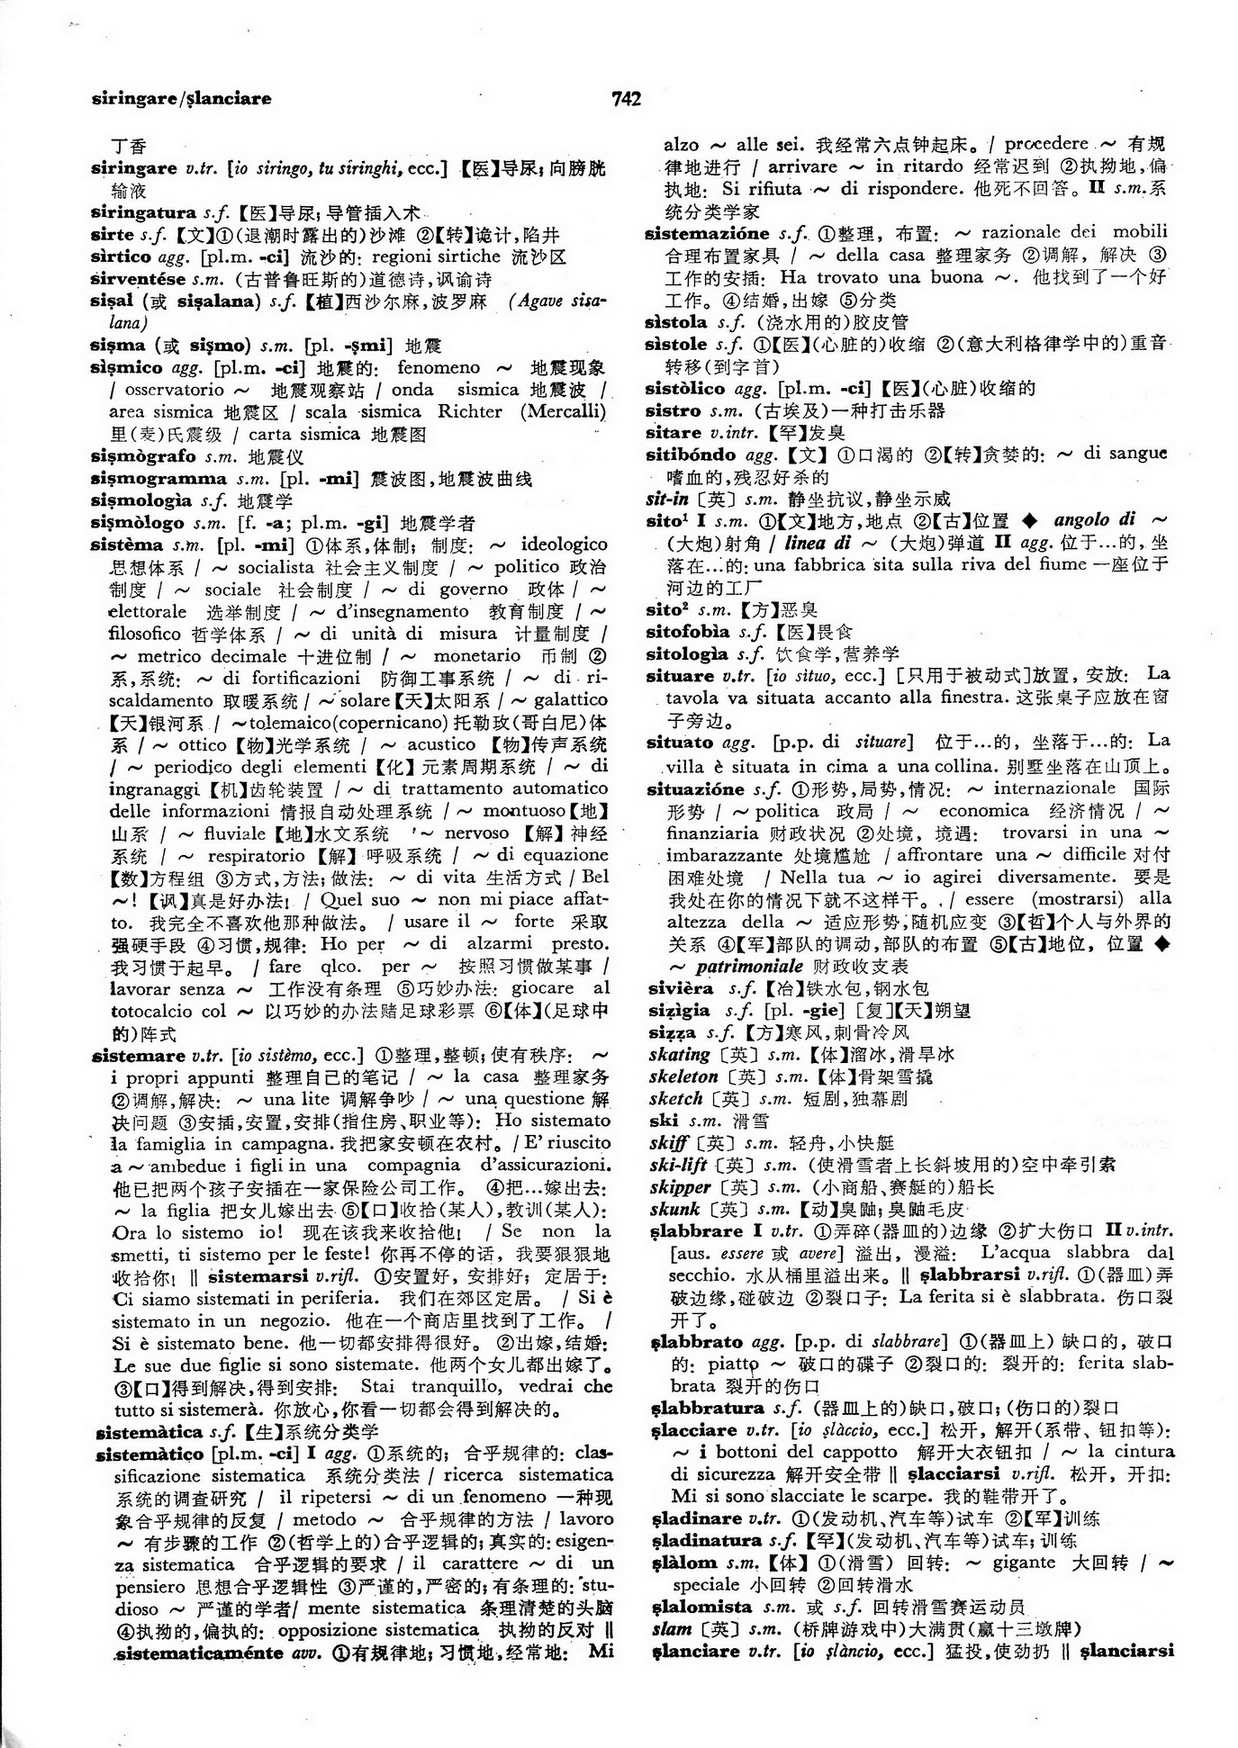 siringare/ṣlanciare
742
丁香
siringare v.tr. [io siringo, tu siringhi, ecc.]【医】导尿; 向膀胱
输液
siringatura s.f.【医】导尿; 导管插入术
sirte s.f.【文】①(退潮时露出的)沙滩 ②【转】诡计,陷井
sìrtico agg. [pl.m. -ci] 流沙的: regioni sirtiche 流沙区
sirventése s.m. (古普鲁旺斯的)道德诗,讽谕诗
siṣal (或 siṣalana) s.f.【植】西沙尔麻,波罗麻 (Agave sisa-
lana)
siṣma (或 siṣmo) s.m. [pl. -ṣmi] 地震
sìṣmico agg. [pl.m. -ci] 地震的: fenomeno ～ 地震现象
/ osservatorio ～ 地震观察站 / onda sismica 地震波 /
area sismica 地震区 / scala sismica Richter (Mercalli)
里(麦)氏震级 / carta sismica 地震图
siṣmògrafo s.m. 地震仪
siṣmogramma s.m. [pl. -mi] 震波图,地震波曲线
siṣmologìa s.f. 地震学
siṣmòlogo s.m. [f. -a; pl.m. -gi] 地震学者
sistèma s.m. [pl. -mi] ①体系,体制; 制度: ～ ideologico
思想体系 / ～ socialista 社会主义制度 / ～ politico 政治
制度 / ～ sociale 社会制度 / ～ di governo 政体 / ～
elettorale 选举制度 / ～ d'insegnamento 教育制度 / ～
filosofico 哲学体系 / ～ di unità di misura 计量制度 /
～ metrico decimale 十进位制 / ～ monetario 币制 ②
系,系统: ～ di fortificazioni 防御工事系统 / ～ di ri-
scaldamento 取暖系统 / ～ solare【天】太阳系 / ～ galattico
【天】银河系 / ～tolemaico(copernicano) 托勒玫(哥白尼)体
系 / ～ ottico【物】光学系统 / ～ acustico 【物】传声系统
/ ～ periodico degli elementi【化】元素周期系统 / ～ di
ingranaggi【机】齿轮装置 / ～ di trattamento automatico
delle informazioni 情报自动处理系统 / ～ montuoso【地】
山系 / ～ fluviale【地】水文系统 / ～ nervoso 【解】神经
系统 / ～ respiratorio【解】呼吸系统 / ～ di equazione
【数】方程组 ③方式,方法; 做法: ～ di vita 生活方式 / Bel
～!【讽】真是好办法! / Quel suo ～ non mi piace affat-
to. 我完全不喜欢他那种做法。 / usare il ～ forte 采取
强硬手段 ④习惯,规律: Ho per ～ di alzarmi presto.
我习惯于起早。 / fare qlco. per ～ 按照习惯做某事 /
lavorar senza ～ 工作没有条理 ⑤巧妙办法: giocare al
totocalcio col ～ 以巧妙的办法赌足球彩票 ⑥【体】(足球中
的)阵式
sistemare v.tr. [io sistèmo, ecc.] ①整理,整顿; 使有秩序: ～
i propri appunti 整理自己的笔记 / ～ la casa 整理家务
②调解,解决: ～ una lite 调解争吵 / ～ una questione 解
决问题 ③安插,安置,安排(指住房、职业等): Ho sistemato
la famiglia in campagna. 我把家安顿在农村。 / E' riuscito
a ～ ambedue i figli in una compagnia d'assicurazioni.
他已把两个孩子安插在一家保险公司工作。 ④把…嫁出去:
～ la figlia 把女儿嫁出去 ⑤【口】收拾(某人),教训(某人):
Ora lo sistemo io! 现在该我来收拾他! / Se non la
smetti, ti sistemo per le feste! 你再不停的话, 我要狠狠地
收拾你! ‖ sistemarsi v.rifl. ①安置好, 安排好; 定居于:
Ci siamo sistemati in periferia. 我们在郊区定居。 / Si è
sistemato in un negozio. 他在一个商店里找到了工作。 /
Si è sistemato bene. 他一切都安排得很好。 ②出嫁,结婚:
Le sue due figlie si sono sistemate. 他两个女儿都出嫁了。
③【口】得到解决,得到安排: Stai tranquillo, vedrai che
tutto si sistemerà. 你放心,你看一切都会得到解决的。
sistemàtica s.f.【生】系统分类学
sistemàtico [pl.m. -ci] I agg. ①系统的; 合乎规律的: clas-
sificazione sistematica 系统分类法 / ricerca sistematica
系统的调查研究 / il ripetersi ～ di un fenomeno 一种现
象合乎规律的反复 / metodo ～ 合乎规律的方法 / lavoro
～ 有步骤的工作 ②(哲学上的)合乎逻辑的; 真实的: esigen-
za sistematica 合乎逻辑的要求 / il carattere ～ di un
pensiero 思想合乎逻辑性 ③严谨的,严密的; 有条理的: stu-
dioso ～ 严谨的学者/ mente sistematica 条理清楚的头脑
④执拗的,偏执的: opposizione sistematica 执拗的反对 ‖
sistematicaménte avv. ①有规律地; 习惯地,经常地: Mi
alzo ～ alle sei. 我经常六点钟起床。 / procedere ～ 有规
律地进行 / arrivare ～ in ritardo 经常迟到 ②执拗地,偏
执地: Si rifiuta ～ di rispondere. 他死不回答。 II s.m.系
统分类学家
sistemazióne s.f. ①整理, 布置: ～ razionale dei mobili
合理布置家具 / ～ della casa 整理家务 ②调解, 解决 ③
工作的安插: Ha trovato una buona ～. 他找到了一个好
工作。 ④结婚,出嫁 ⑤分类
sìstola s.f. (浇水用的)胶皮管
sìstole s.f. ①【医】(心脏的)收缩 ②(意大利格律学中的)重音
转移(到字首)
sistòlico agg. [pl.m. -ci]【医】(心脏)收缩的
sistro s.m. (古埃及)一种打击乐器
sitare v.intr.【罕】发臭
sitibóndo agg.【文】①口渴的 ②【转】贪婪的: ～ di sangue
嗜血的,残忍好杀的
sit-in〔英〕s.m. 静坐抗议,静坐示威
sito¹ I s.m. ①【文】地方,地点 ②【古】位置 ◆ angolo di ～
(大炮)射角 / linea di ～ (大炮)弹道 II agg. 位于…的, 坐
落在…的: una fabbrica sita sulla riva del fiume 一座位于
河边的工厂
sito² s.m.【方】恶臭
sitofobìa s.f.【医】畏食
sitologìa s.f. 饮食学,营养学
situare v.tr. [io situo, ecc.] [只用于被动式]放置, 安放: La
tavola va situata accanto alla finestra. 这张桌子应放在窗
子旁边。
situato agg. [p.p. di situare] 位于…的, 坐落于…的: La
villa è situata in cima a una collina. 别墅坐落在山顶上。
situazióne s.f. ①形势,局势,情况: ～ internazionale 国际
形势 / ～ politica 政局 / ～ economica 经济情况 / ～
finanziaria 财政状况 ②处境, 境遇: trovarsi in una ～
imbarazzante 处境尴尬 / affrontare una ～ difficile 对付
困难处境 / Nella tua ～ io agirei diversamente. 要是
我处在你的情况下就不这样干。 / essere (mostrarsi) alla
altezza della ～ 适应形势,随机应变 ③【哲】个人与外界的
关系 ④【军】部队的调动,部队的布置 ⑤【古】地位, 位置 ◆
～ patrimoniale 财政收支表
sivièra s.f.【冶】铁水包,钢水包
siẓìgia s.f. [pl. -gie] [复]【天】朔望
siẓẓa s.f.【方】寒风,刺骨冷风
skating〔英〕s.m.【体】溜冰,滑旱冰
skeleton〔英〕s.m.【体】骨架雪撬
sketch〔英〕s.m. 短剧,独幕剧
ski s.m. 滑雪
skiff〔英〕s.m. 轻丹,小快艇
ski-lift〔英〕s.m. (使滑雪者上长斜坡用的)空中牵引索
skipper〔英〕s.m. (小商船、赛艇的)船长
skunk〔英〕s.m.【动】臭鼬; 臭鼬毛皮
ṣlabbrare I v.tr. ①弄碎(器皿的)边缘 ②扩大伤口 II v.intr.
[aus. essere 或 avere] 溢出, 漫溢: L'acqua slabbra dal
secchio. 水从桶里溢出来。‖ ṣlabbrarsi v.rifl. ①(器皿)弄
破边缘,碰破边 ②裂口子: La ferita si è slabbrata. 伤口裂
开了。
ṣlabbrato agg. [p.p. di slabbrare] ①(器皿上) 缺口的, 破口
的: piatto ～ 破口的碟子 ②裂口的: 裂开的: ferita slab-
brata 裂开的伤口
ṣlabbratura s.f. (器皿上的)缺口,破口; (伤口的)裂口
ṣlacciare v.tr. [io ṣlàccio, ecc.] 松开, 解开(系带、钮扣等):
～ i bottoni del cappotto 解开大衣钮扣 / ～ la cintura
di sicurezza 解开安全带 ‖ ṣlacciarsi v.rifl. 松开, 开扣:
Mi si sono slacciate le scarpe. 我的鞋带开了。
ṣladinare v.tr. ①(发动机、汽车等)试车 ②【军】训练
ṣladinatura s.f.【罕】(发动机、汽车等)试车; 训练
ṣlàlom s.m.【体】①(滑雪) 回转: ～ gigante 大回转 / ～
speciale 小回转 ②回转滑水
ṣlalomista s.m. 或 s.f. 回转滑雪赛运动员
slam〔英〕s.m. (桥牌游戏中)大满贯(赢十三墩牌)
ṣlanciare v.tr. [io ṣlàncio, ecc.] 猛投,使劲扔 ‖ ṣlanciarsi